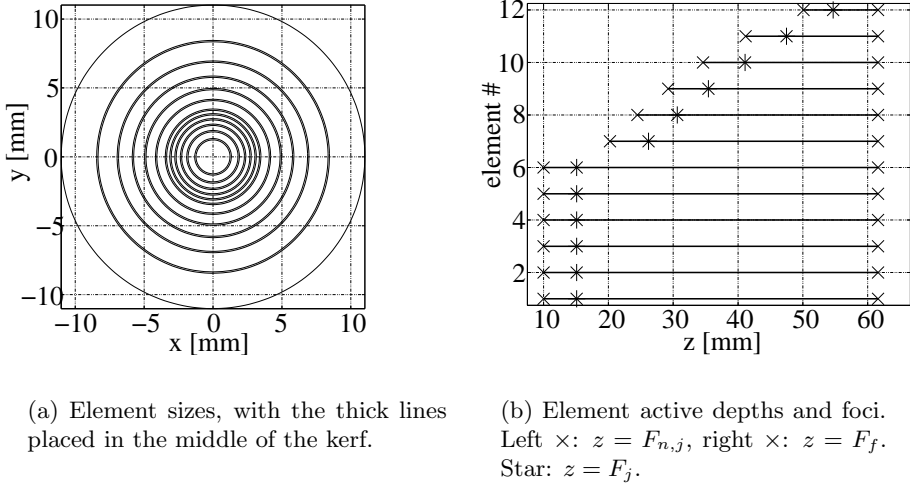 10
5
0
−5
−10
y [mm]
−10 −5 0 5 10
x [mm]
12
10
8
6
4
2
element #
10 20 30 40 50 60
z [mm]
(a) Element sizes, with the thick lines
placed in the middle of the kerf.
(b) Element active depths and foci.
Left ×: z = F_{n,j}, right ×: z = F_f.
Star: z = F_j.